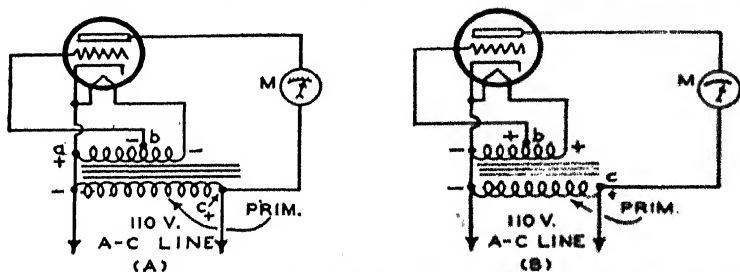 M
a
+
-
b
-
-
c
+
PRIM.
110 V.
A-C LINE
(A)
M
-
+
b
+
-
c
+
PRIM.
110 V.
A-C LINE
(B)